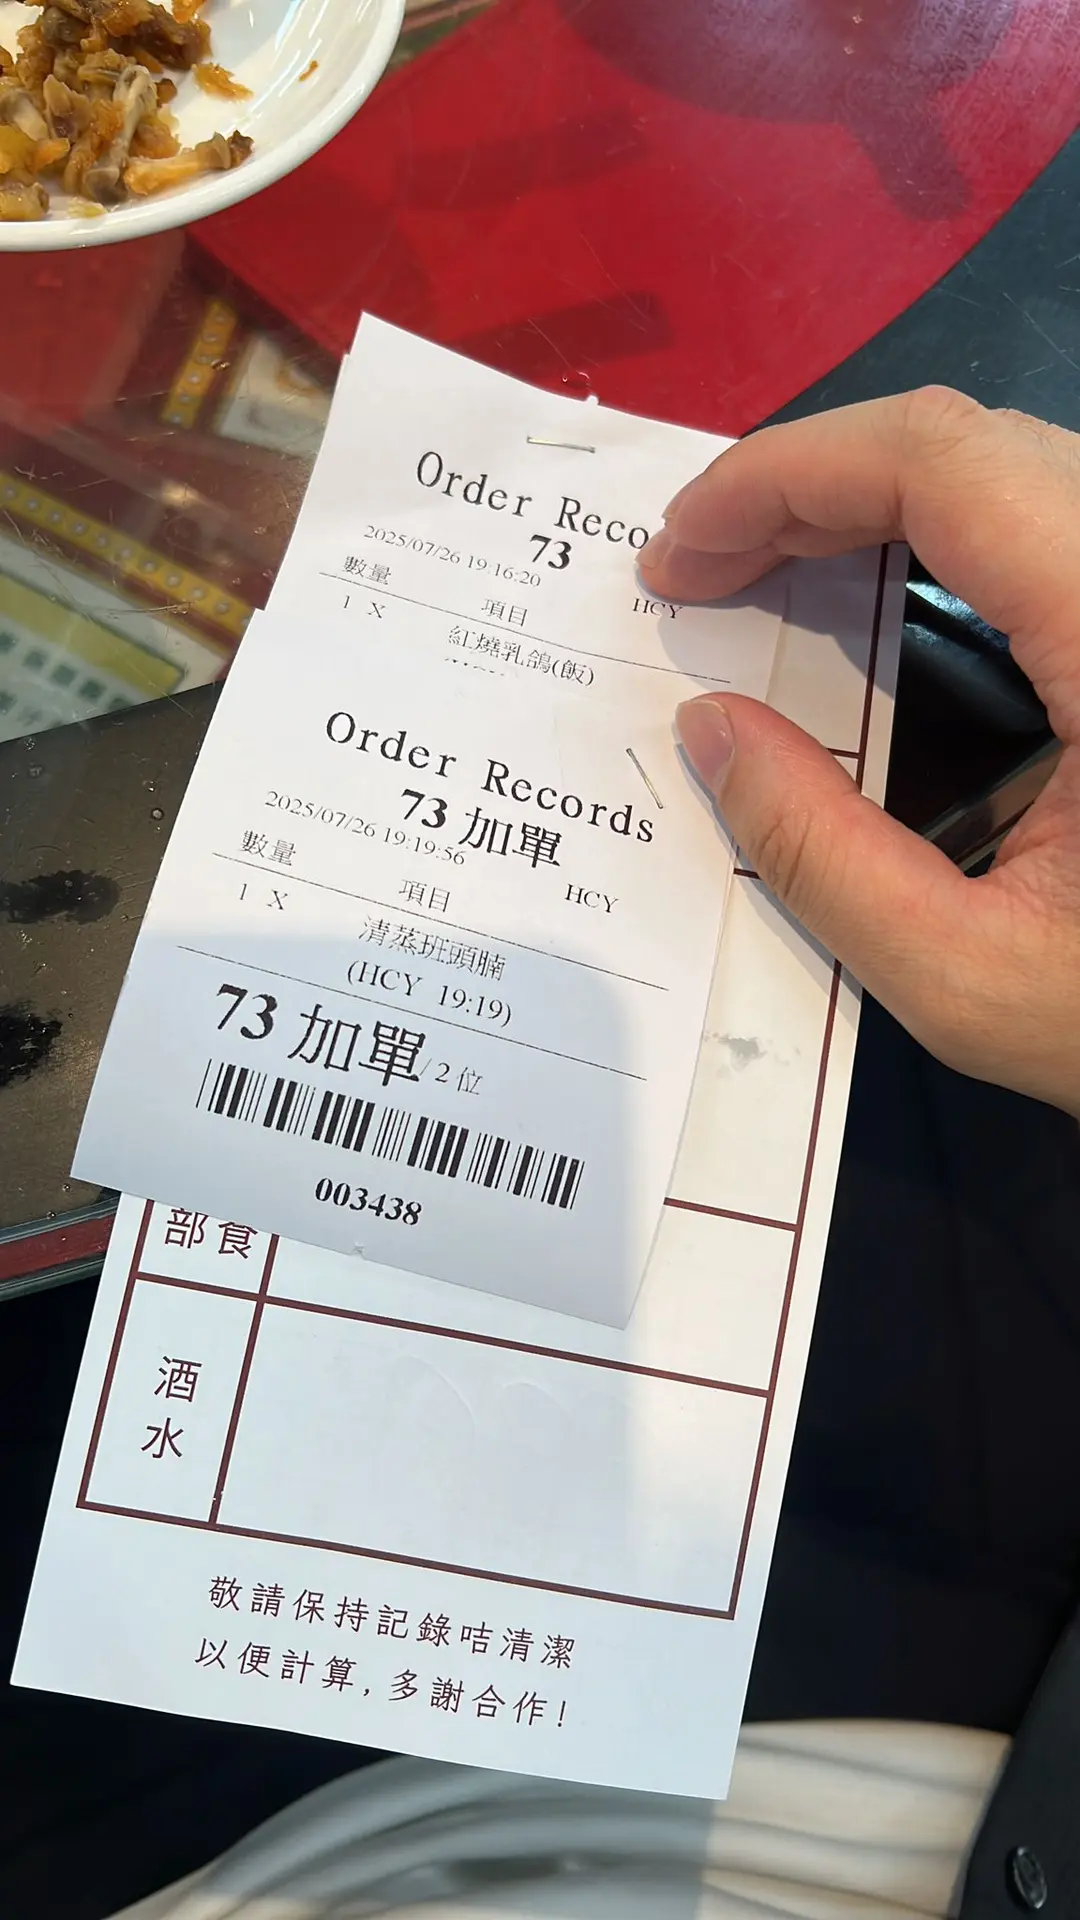 Order Reco
73
2025/07/26 19:16:20
HCY
數量 項目
1 X 紅燒乳鴿(飯)
Order Records
73 加單
2025/07/26 19:19:56
HCY
數量 項目
1 X 清蒸班頭腩
(HCY 19:19)
73 加單 / 2 位
003438
部食
酒水
敬請保持記錄咭清潔
以便計算，多謝合作！